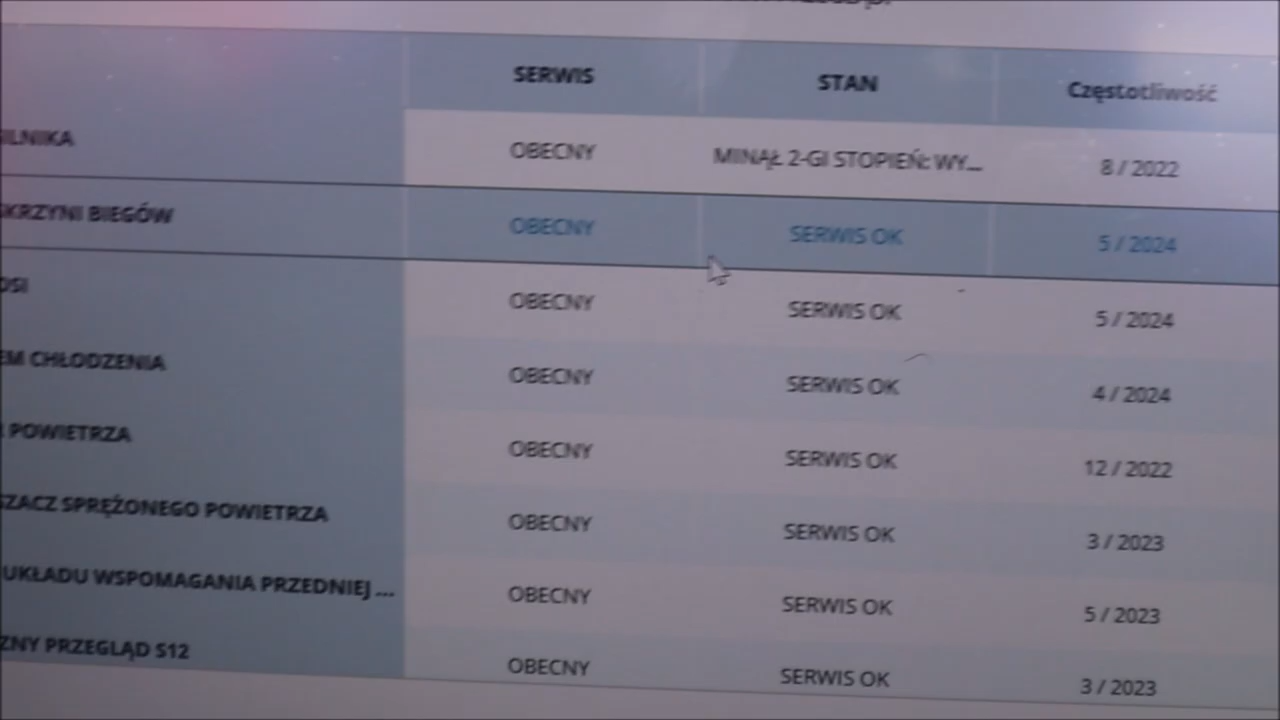 SERWIS STAN Częstotliwość
SILNIKA OBECNY MINĄŁ 2-GI STOPIEŃ: WY... 8 / 2022
SKRZYNI BIEGÓW OBECNY SERWIS OK 5 / 2024
OSI OBECNY SERWIS OK 5 / 2024
EM CHŁODZENIA OBECNY SERWIS OK 4 / 2024
R POWIETRZA OBECNY SERWIS OK 12 / 2022
SZACZ SPRĘŻONEGO POWIETRZA OBECNY SERWIS OK 3 / 2023
UKŁADU WSPOMAGANIA PRZEDNIEJ ... OBECNY SERWIS OK 5 / 2023
ZNY PRZEGLĄD S12 OBECNY SERWIS OK 3 / 2023